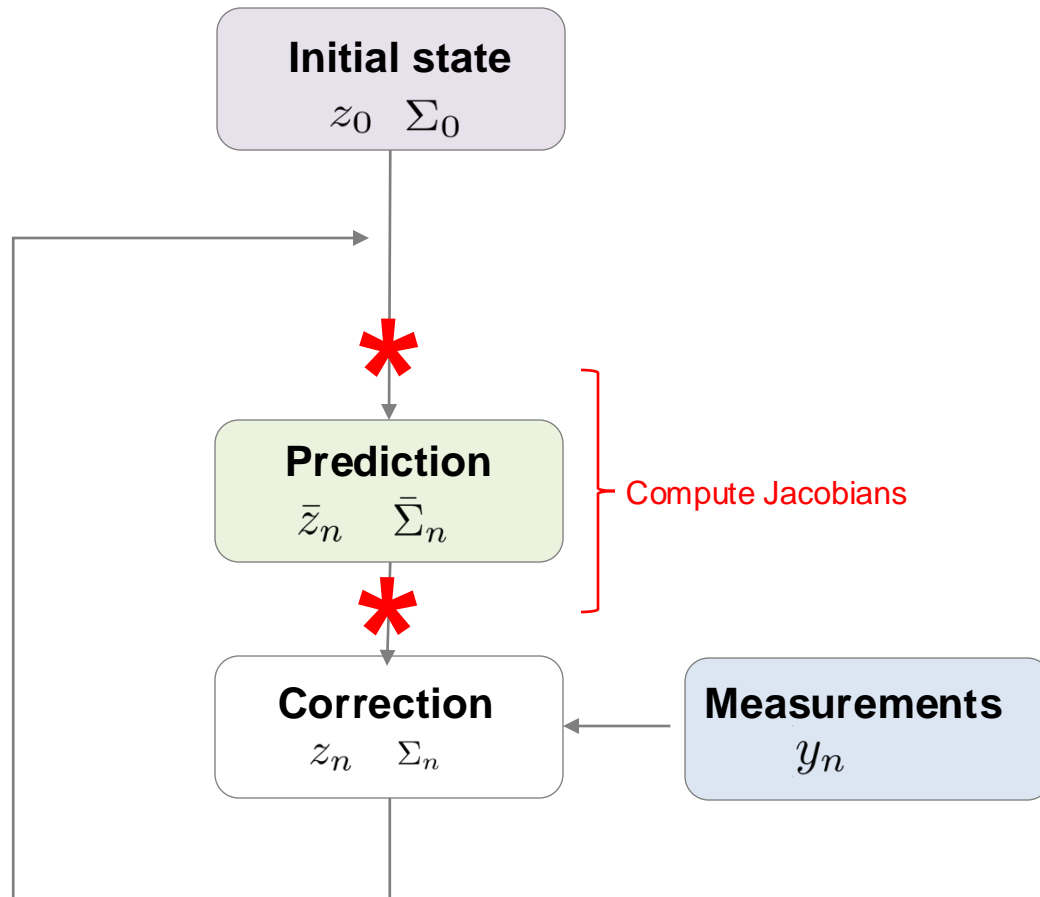 Initial state
z₀ Σ₀
*
Prediction
z̄ₙ Σ̄ₙ
Compute Jacobians
*
Correction
zₙ Σₙ
Measurements
yₙ